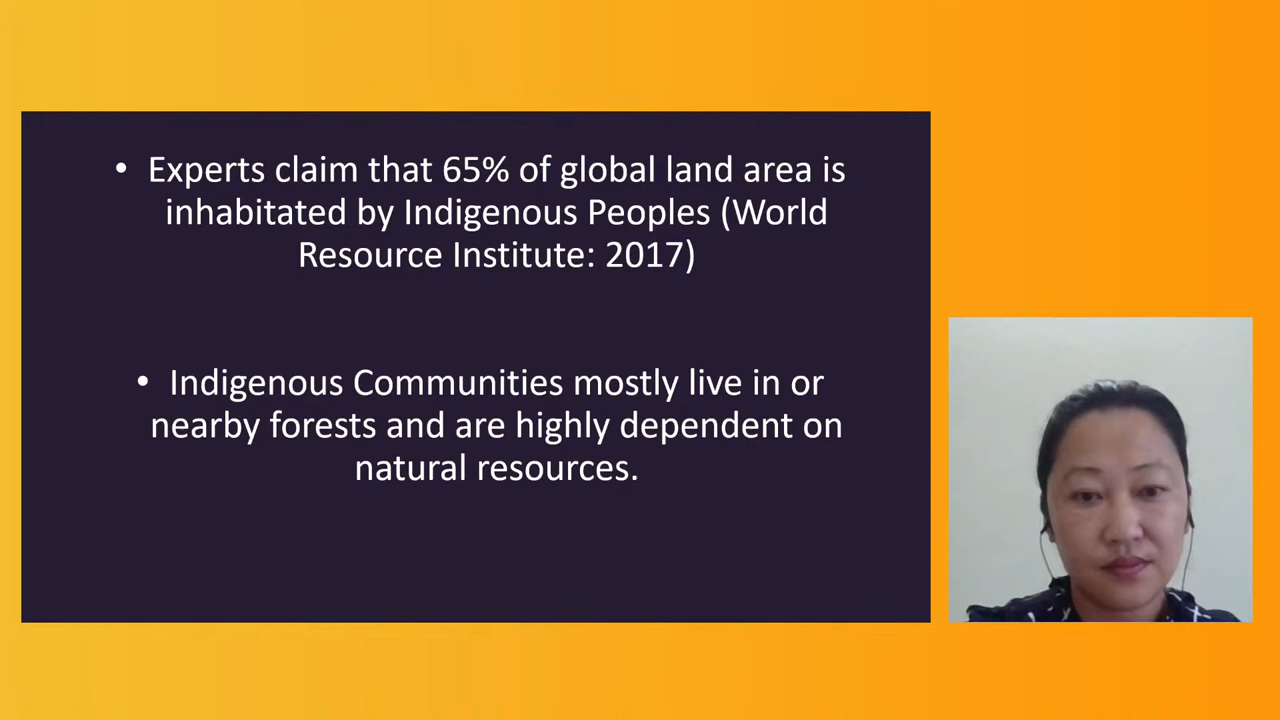 • Experts claim that 65% of global land area is
inhabitated by Indigenous Peoples (World
Resource Institute: 2017)
• Indigenous Communities mostly live in or
nearby forests and are highly dependent on
natural resources.